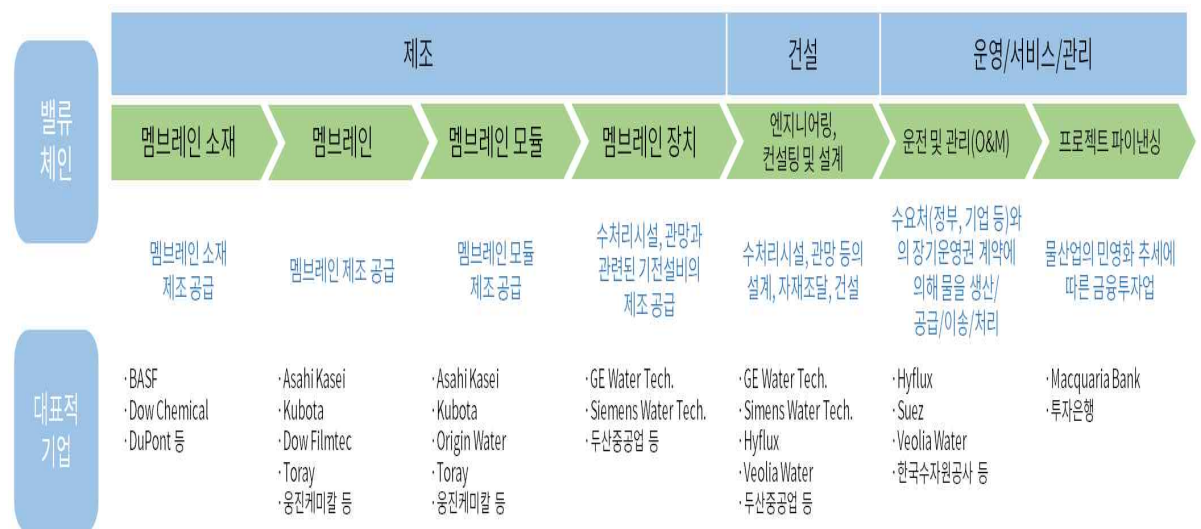 제조
건설
운영/서비스/관리
밸류
체인
멤브레인 소재
멤브레인
멤브레인 모듈
멤브레인 장치
엔지니어링,
컨설팅 및 설계
운전 및 관리(O&M)
프로젝트 파이낸싱
멤브레인 소재
제조 공급
멤브레인 제조 공급
멤브레인 모듈
제조 공급
수처리시설, 관망과
관련된 기전설비의
제조 공급
수처리시설, 관망 등의
설계, 자재조달, 건설
수요처(정부, 기업 등)와
의 장기운영권 계약에
의해 물을 생산/
공급/이송/처리
물산업의 민영화 추세에
따른 금융투자업
대표적
기업
·BASF
·Dow Chemical
·DuPont 등
·Asahi Kasei
·Kubota
·Dow Filmtec
·Toray
·웅진케미칼 등
·Asahi Kasei
·Kubota
·Origin Water
·Toray
·웅진케미칼 등
·GE Water Tech.
·Siemens Water Tech.
·두산중공업 등
·GE Water Tech.
·Simens Water Tech.
·Hyflux
·Veolia Water
·두산중공업 등
·Hyflux
·Suez
·Veolia Water
·한국수자원공사 등
·Macquaria Bank
·투자은행